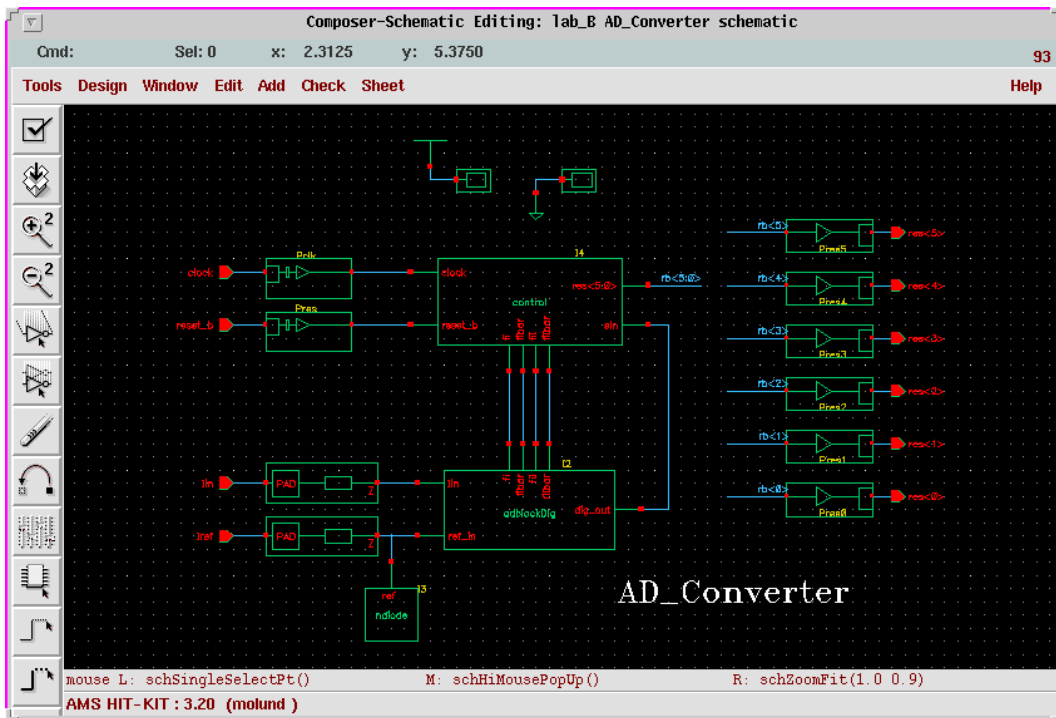 Composer-Schematic Editing: lab_B AD_Converter schematic
Cmd: Sel: 0 x: 2.3125 y: 5.3750
93
Tools Design Window Edit Add Check Sheet Help
2
2
rb<5> res<5>
Pres5
Pclk I4
clock clock res<5:0> rb<5:0> rb<4> res<4>
control Pres4
Pres
reset_b reset_b ain rb<3> res<3>
Pres3
rb<2> res<2>
Pres2
rb<1> res<1>
Pres1
I2
Iin PAD Z Iin rb<0> res<0>
adblockDig dig_out Pres0
Iref PAD Z ref_in
I3
ref
ndiode
AD_Converter
mouse L: schSingleSelectPt() M: schHiMousePopUp() R: schZoomFit(1.0 0.9)
AMS HIT-KIT : 3.20 (molund )